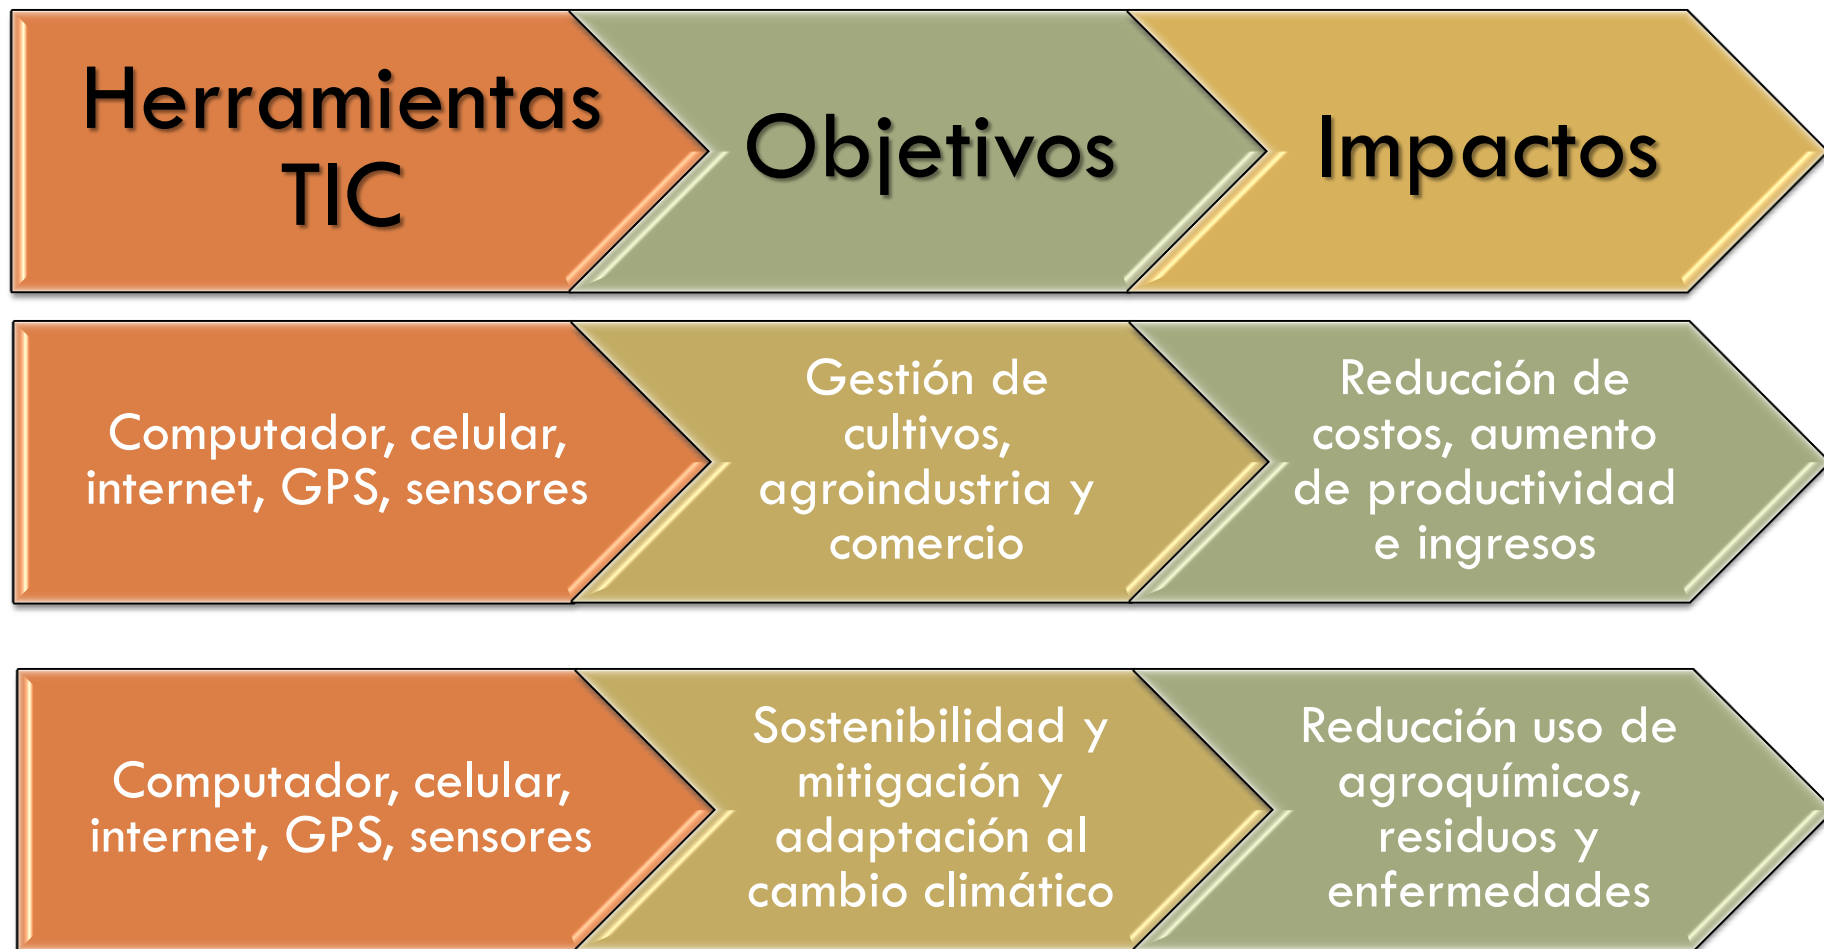 Herramientas
TIC
Objetivos
Impactos
Computador, celular,
internet, GPS, sensores
Gestión de
cultivos,
agroindustria y
comercio
Reducción de
costos, aumento
de productividad
e ingresos
Computador, celular,
internet, GPS, sensores
Sostenibilidad y
mitigación y
adaptación al
cambio climático
Reducción uso de
agroquímicos,
residuos y
enfermedades